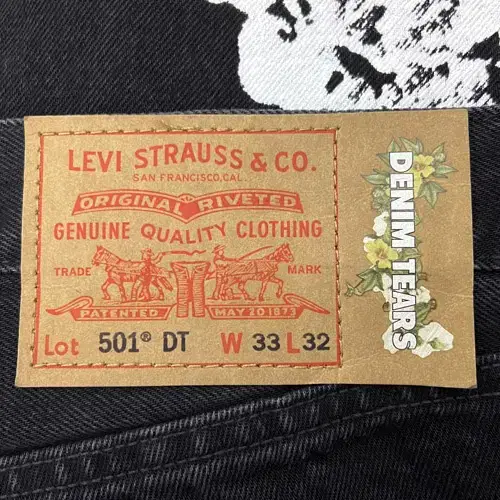 LEVI STRAUSS & CO.
SAN FRANCISCO, CAL.
ORIGINAL RIVETED
GENUINE QUALITY CLOTHING
TRADE MARK
PATENTED MAY 20 1873
Lot 501® DT W 33 L 32
DENIM TEARS